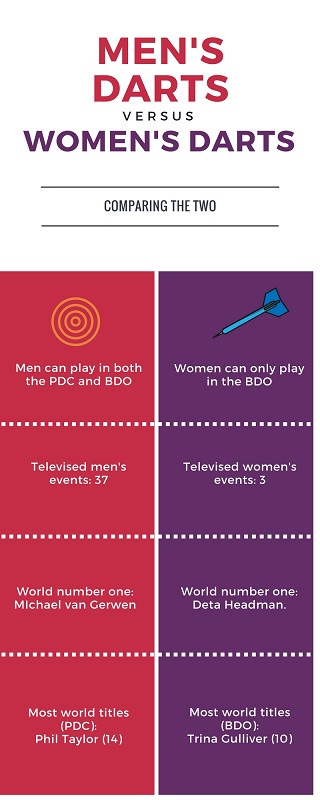 MEN'S
DARTS
VERSUS
WOMEN'S DARTS
COMPARING THE TWO
Men can play in both
the PDC and BDO
Women can only play
in the BDO
Televised men's
events: 37
Televised women's
events: 3
World number one:
MIchael van Gerwen
World number one:
Deta Headman.
Most world titles
(PDC):
Phil Taylor (14)
Most world titles
(BDO):
Trina Gulliver (10)